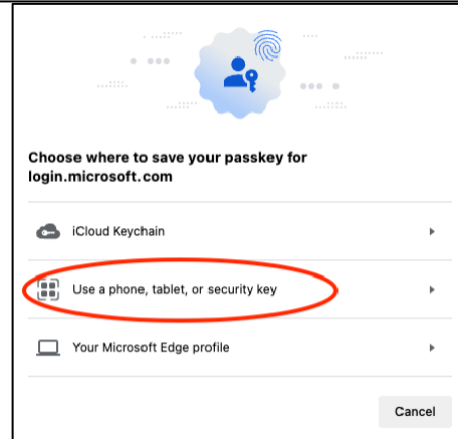 Choose where to save your passkey for
login.microsoft.com
iCloud Keychain
Use a phone, tablet, or security key
Your Microsoft Edge profile
Cancel